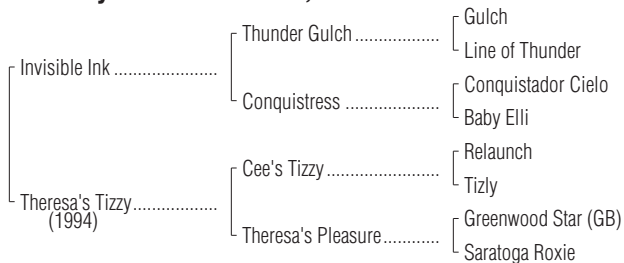 Gulch
Thunder Gulch
Line of Thunder
Invisible Ink
Conquistador Cielo
Conquistress
Baby Elli
Relaunch
Cee's Tizzy
Tizly
Theresa's Tizzy
(1994)
Greenwood Star (GB)
Theresa's Pleasure
Saratoga Roxie